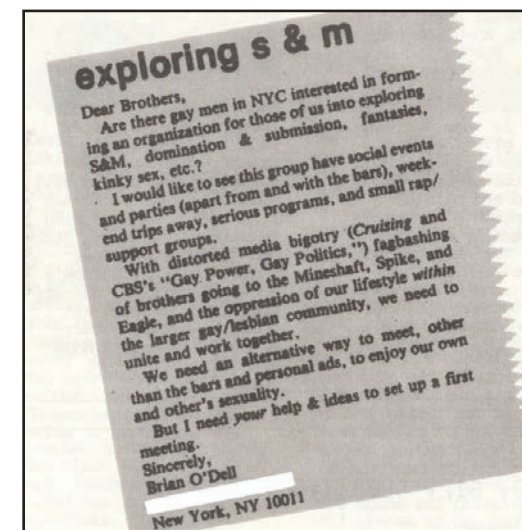 exploring s & m
Dear Brothers,
Are there gay men in NYC interested in form-
ing an organization for those of us into exploring
S&M, domination & submission, fantasies,
kinky sex, etc.?
I would like to see this group have social events
and parties (apart from and with the bars), week-
end trips away, serious programs, and small rap/
support groups.
With distorted media bigotry (Cruising and
CBS's "Gay Power, Gay Politics,") fagbashing
of brothers going to the Mineshaft, Spike, and
Eagle, and the oppression of our lifestyle within
the larger gay/lesbian community, we need to
unite and work together.
We need an alternative way to meet, other
than the bars and personal ads, to enjoy our own
and other's sexuality.
But I need your help & ideas to set up a first
meeting.
Sincerely,
Brian O'Dell
New York, NY 10011